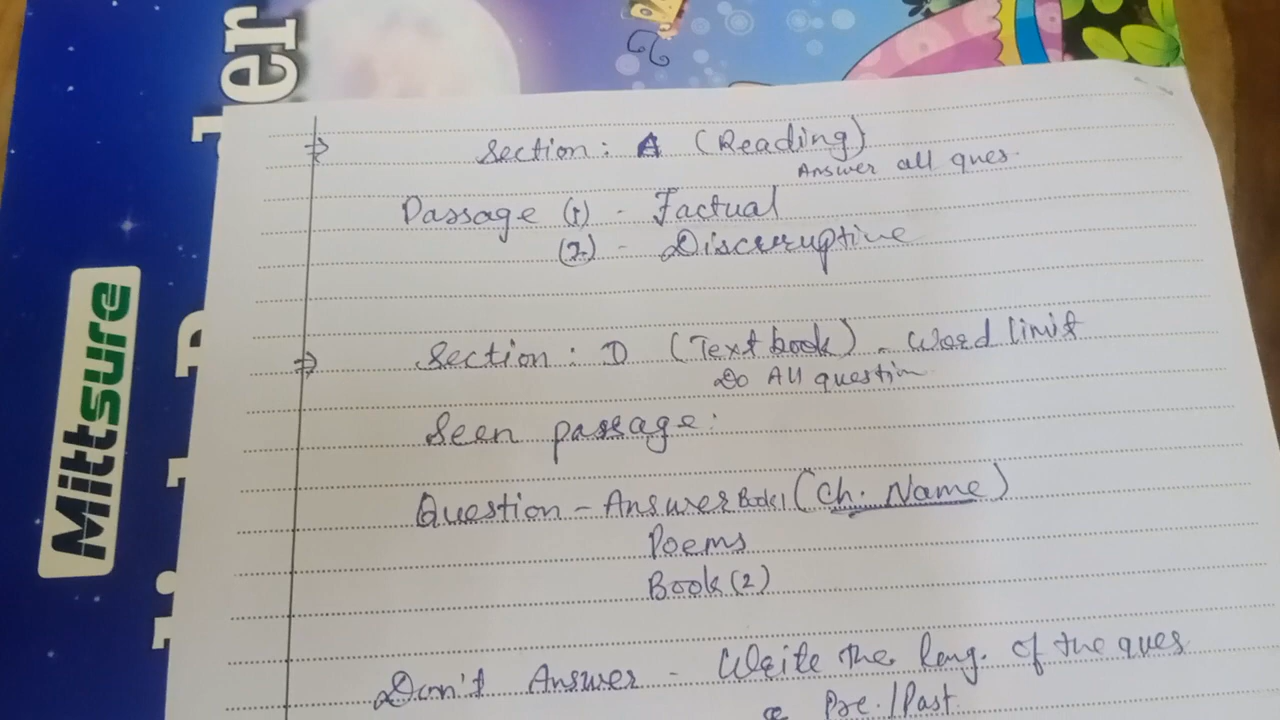 der
Mittsure
⇒ Section: A (Reading)
Answer all ques.
Passage (1) - Factual
(2) - Discruptive
⇒ Section: D (Text book) - Word limit
Do All question
Seen passage:
Question - Answer Book1 (Ch. Name)
Poems
Book (2)
Don't Answer - Write the lang. of the ques
Pre. / Past